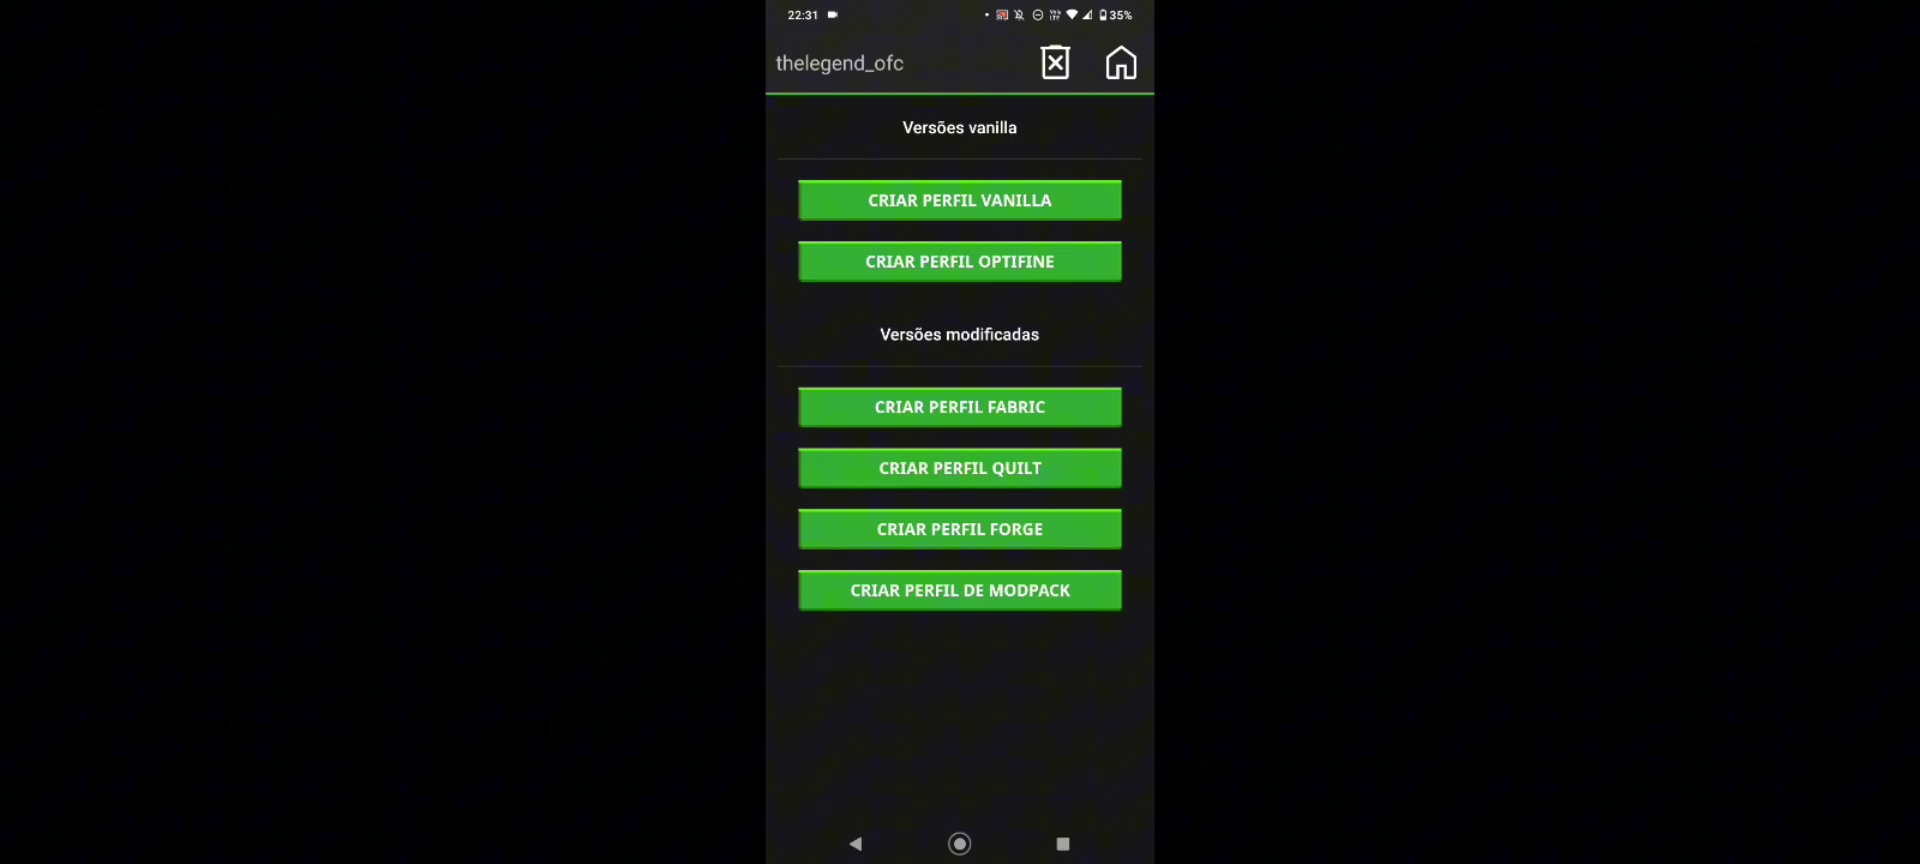 22:31
35%
thelegend_ofc
Versões vanilla
CRIAR PERFIL VANILLA
CRIAR PERFIL OPTIFINE
Versões modificadas
CRIAR PERFIL FABRIC
CRIAR PERFIL QUILT
CRIAR PERFIL FORGE
CRIAR PERFIL DE MODPACK